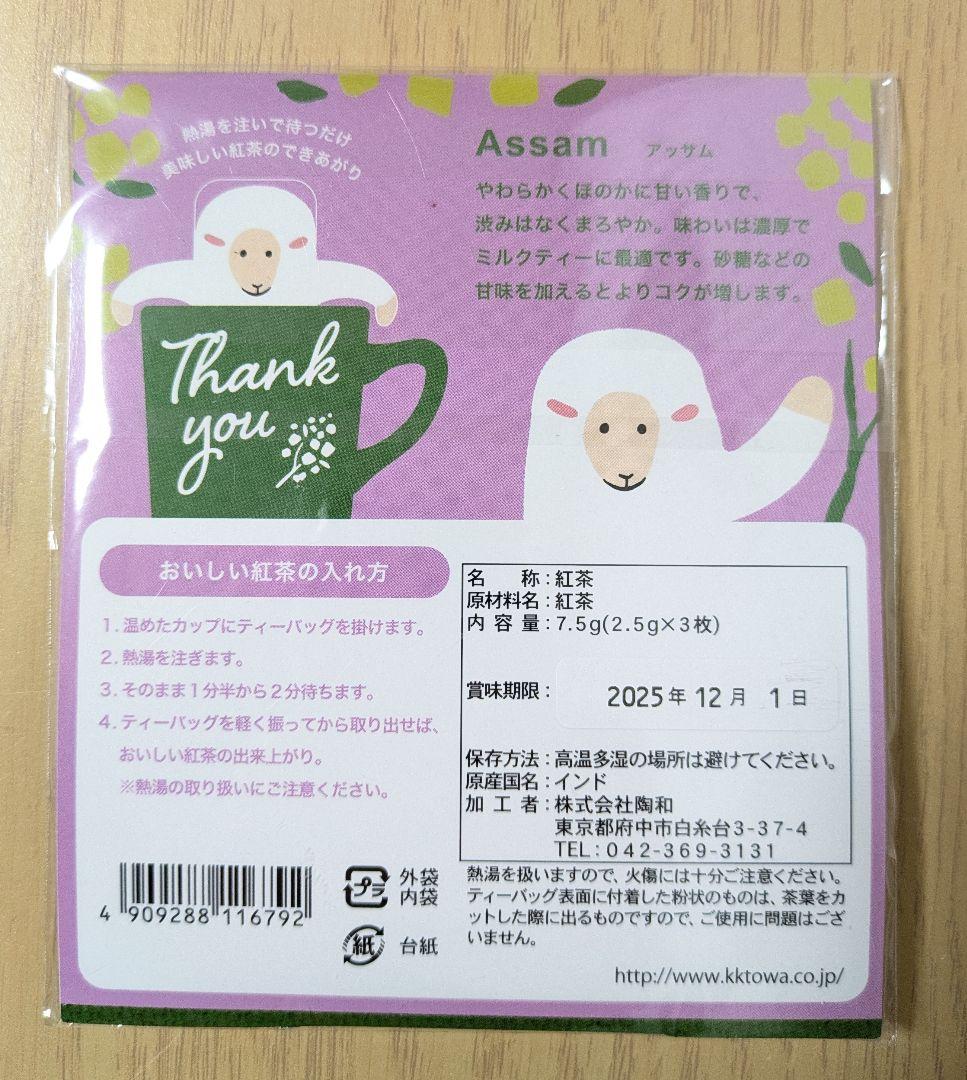 熱湯を注いで待つだけ
美味しい紅茶のできあがり
Assam アッサム
やわらかくほのかに甘い香りで、
渋みはなくまろやか。味わいは濃厚で
ミルクティーに最適です。砂糖などの
甘味を加えるとよりコクが増します。
Thank
you
おいしい紅茶の入れ方
1. 温めたカップにティーバッグを掛けます。
2. 熱湯を注ぎます。
3. そのまま1分半から2分待ちます。
4. ティーバッグを軽く振ってから取り出せば、
おいしい紅茶の出来上がり。
※熱湯の取り扱いにご注意ください。
名 称：紅茶
原材料名：紅茶
内容量：7.5g(2.5g×3枚)
賞味期限： 2025年 12月 1日
保存方法：高温多湿の場所は避けてください。
原産国名：インド
加工者：株式会社陶和
東京都府中市白糸台3-37-4
TEL：042-369-3131
熱湯を扱いますので、火傷には十分ご注意ください。
ティーバッグ表面に付着した粉状のものは、茶葉をカ
ットした際に出るものですので、ご使用に問題はござ
いません。
http://www.kktowa.co.jp/
4 909288 116792
プラ 外袋
内袋
紙 台紙